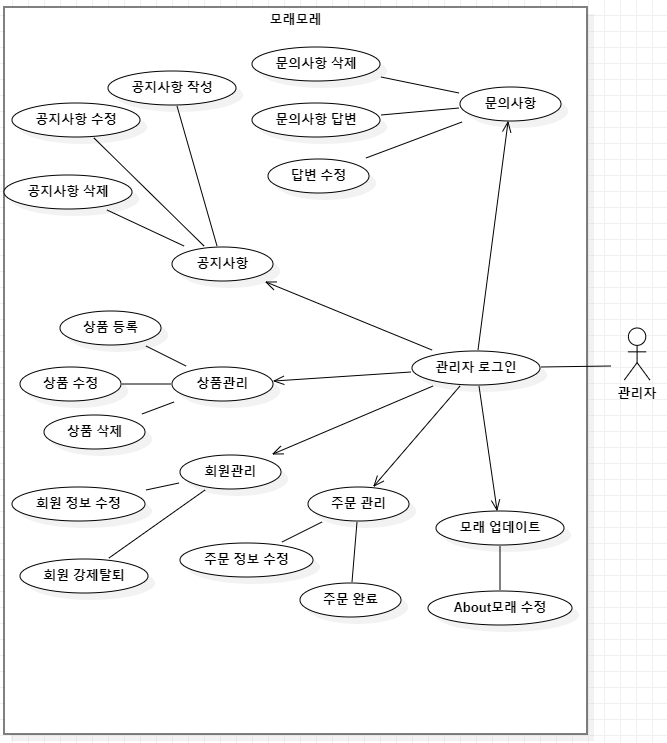 모래모레
문의사항 삭제
공지사항 작성
문의사항
공지사항 수정
문의사항 답변
답변 수정
공지사항 삭제
공지사항
상품 등록
관리자 로그인
관리자
상품 수정
상품관리
상품 삭제
회원관리
회원 정보 수정
주문 관리
모래 업데이트
주문 정보 수정
회원 강제탈퇴
주문 완료
About모래 수정